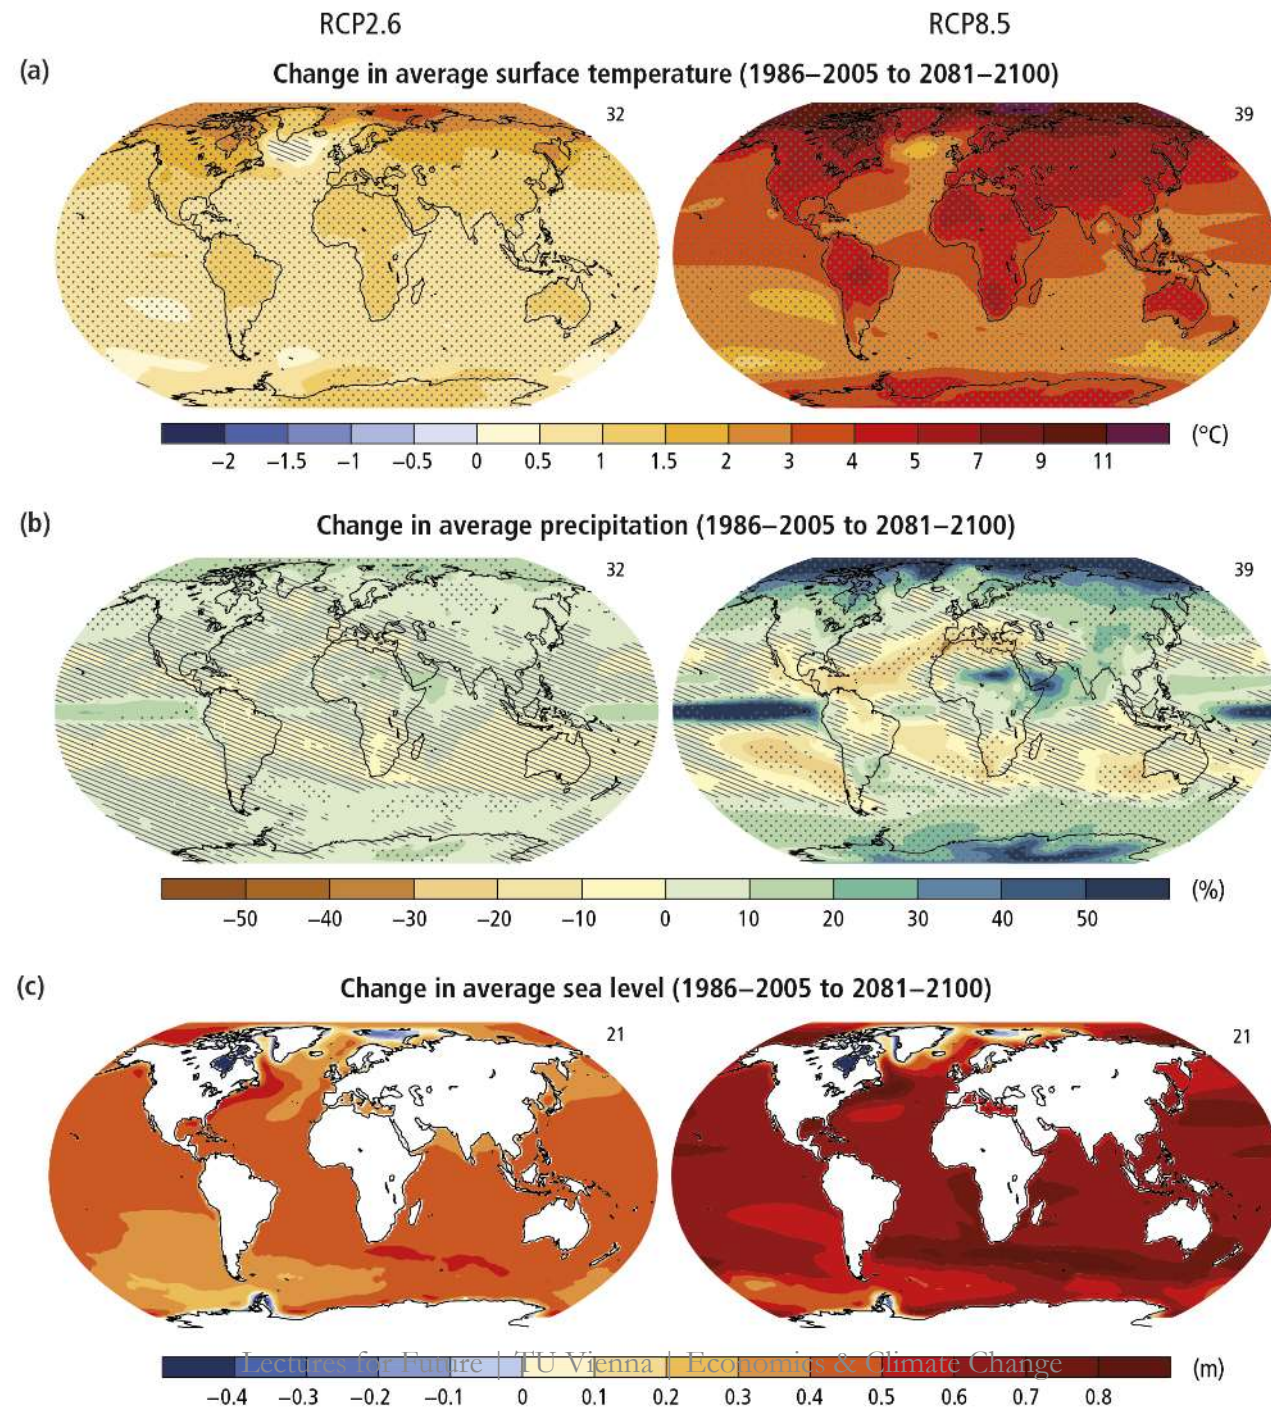 RCP2.6 RCP8.5
(a) Change in average surface temperature (1986–2005 to 2081–2100)
32 39
−2 −1.5 −1 −0.5 0 0.5 1 1.5 2 3 4 5 7 9 11 (°C)
(b) Change in average precipitation (1986–2005 to 2081–2100)
32 39
−50 −40 −30 −20 −10 0 10 20 30 40 50 (%)
(c) Change in average sea level (1986–2005 to 2081–2100)
21 21
Lectures for Future | TU Vienna | Economics & Climate Change
−0.4 −0.3 −0.2 −0.1 0 0.1 0.2 0.3 0.4 0.5 0.6 0.7 0.8 (m)